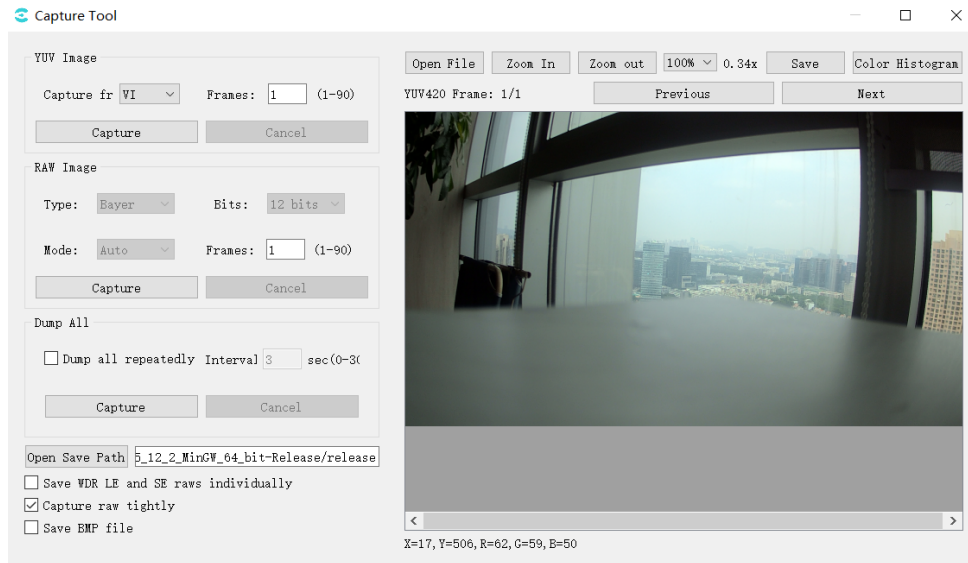 Capture Tool
YUV Image
Capture fr VI Frames: 1 (1-90)
Capture Cancel
RAW Image
Type: Bayer Bits: 12 bits
Mode: Auto Frames: 1 (1-90)
Capture Cancel
Dump All
Dump all repeatedly Interval 3 sec(0-30
Capture Cancel
Open Save Path 5_12_2_MinGW_64_bit-Release/release
Save WDR LE and SE raws individually
Capture raw tightly
Save BMP file
Open File Zoom In Zoom out 100% 0.34x Save Color Histogram
YUV420 Frame: 1/1 Previous Next
X=17,Y=506,R=62,G=59,B=50